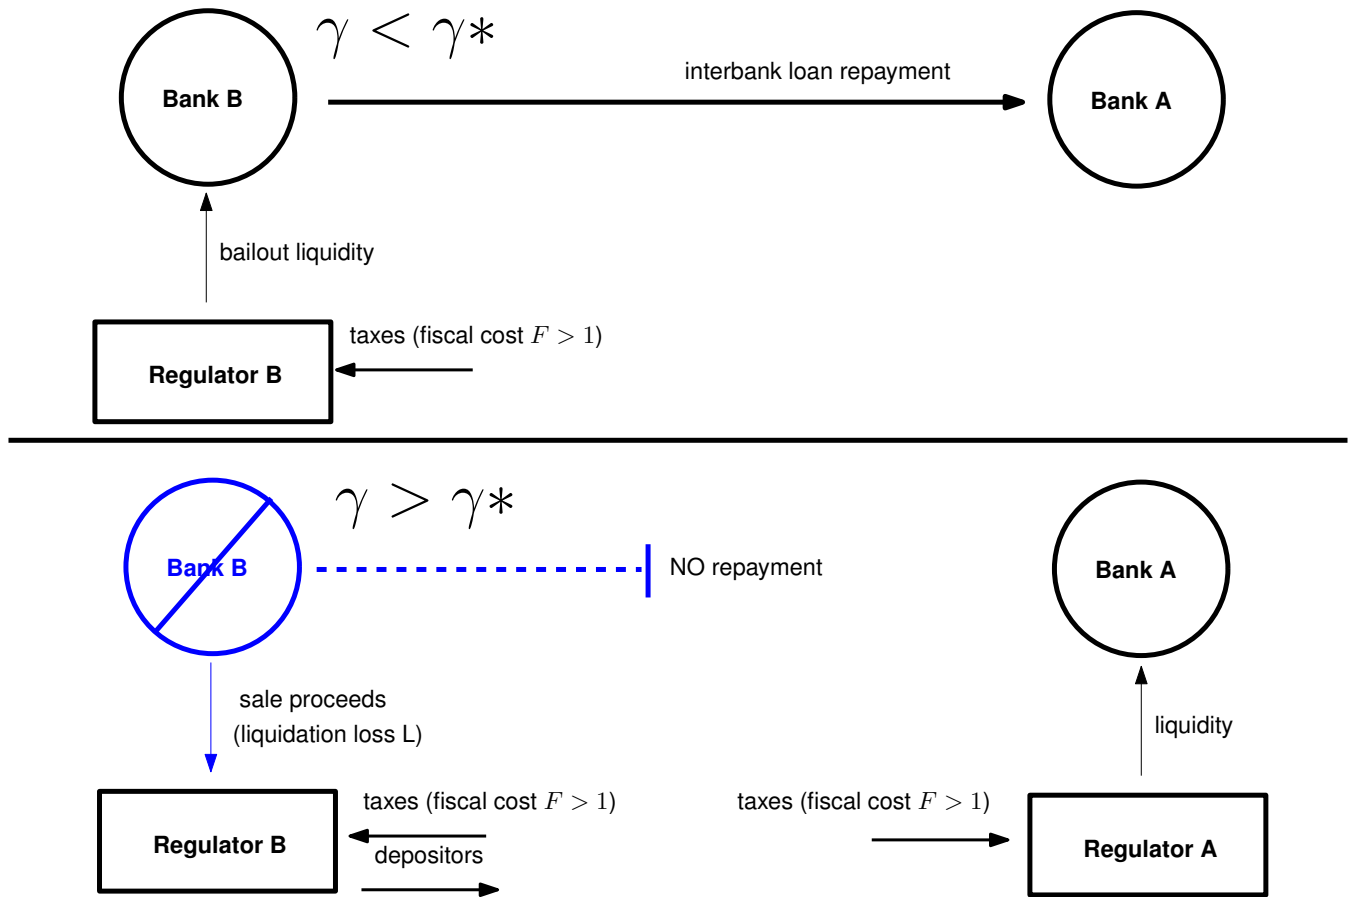 γ < γ*
interbank loan repayment
Bank B
Bank A
bailout liquidity
taxes (fiscal cost F > 1)
Regulator B
γ > γ*
Bank B
NO repayment
Bank A
sale proceeds
(liquidation loss L)
liquidity
taxes (fiscal cost F > 1)
taxes (fiscal cost F > 1)
Regulator B
depositors
Regulator A